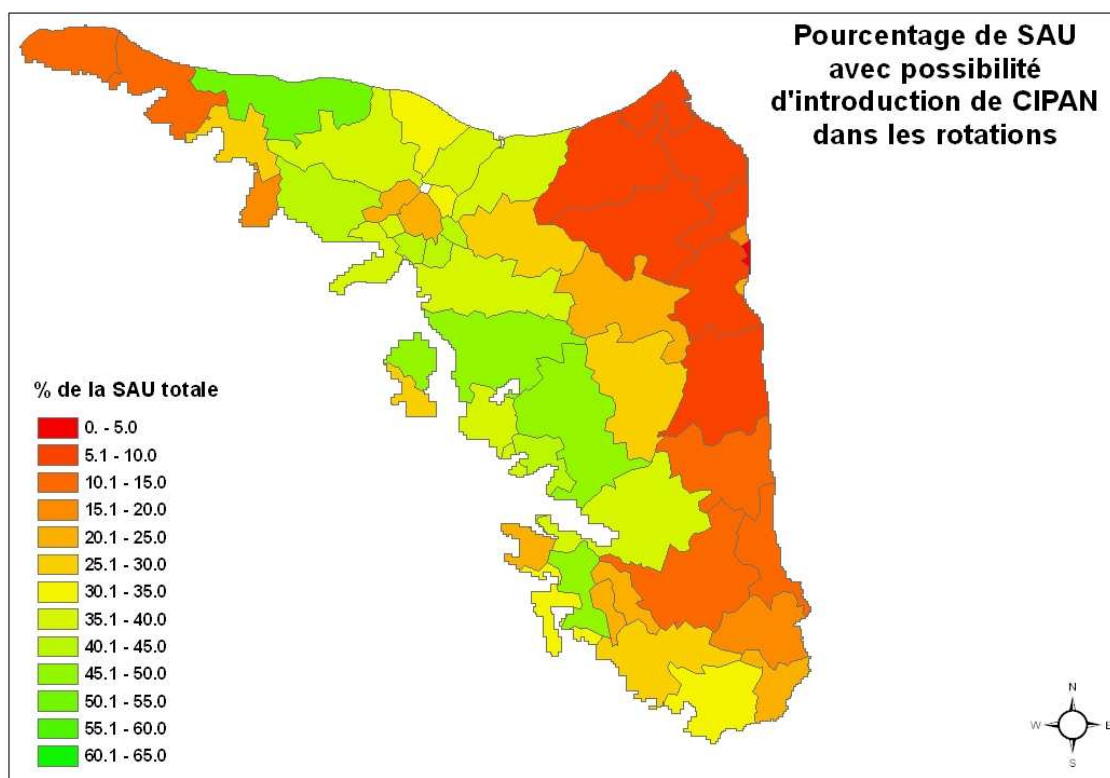 Pourcentage de SAU
avec possibilité
d'introduction de CIPAN
dans les rotations
% de la SAU totale
0. - 5.0
5.1 - 10.0
10.1 - 15.0
15.1 - 20.0
20.1 - 25.0
25.1 - 30.0
30.1 - 35.0
35.1 - 40.0
40.1 - 45.0
45.1 - 50.0
50.1 - 55.0
55.1 - 60.0
60.1 - 65.0
N
W E
S